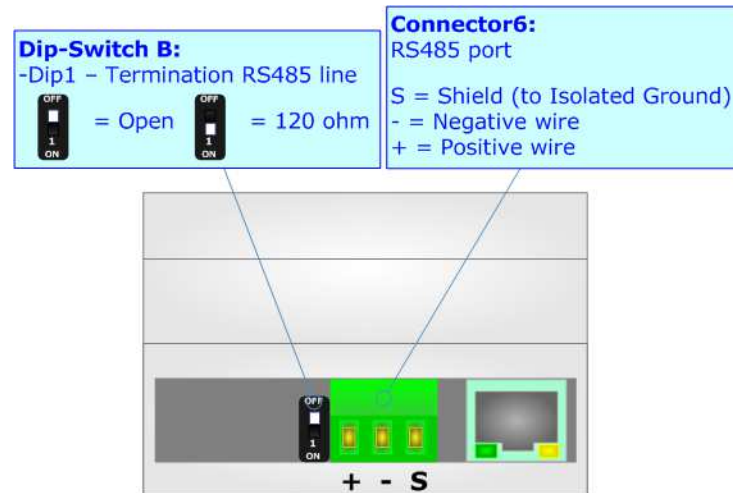 Dip-Switch B:
-Dip1 – Termination RS485 line
OFF
1
ON
= Open
OFF
1
ON
= 120 ohm
Connector6:
RS485 port
S = Shield (to Isolated Ground)
- = Negative wire
+ = Positive wire
OFF
1
ON
+ - S